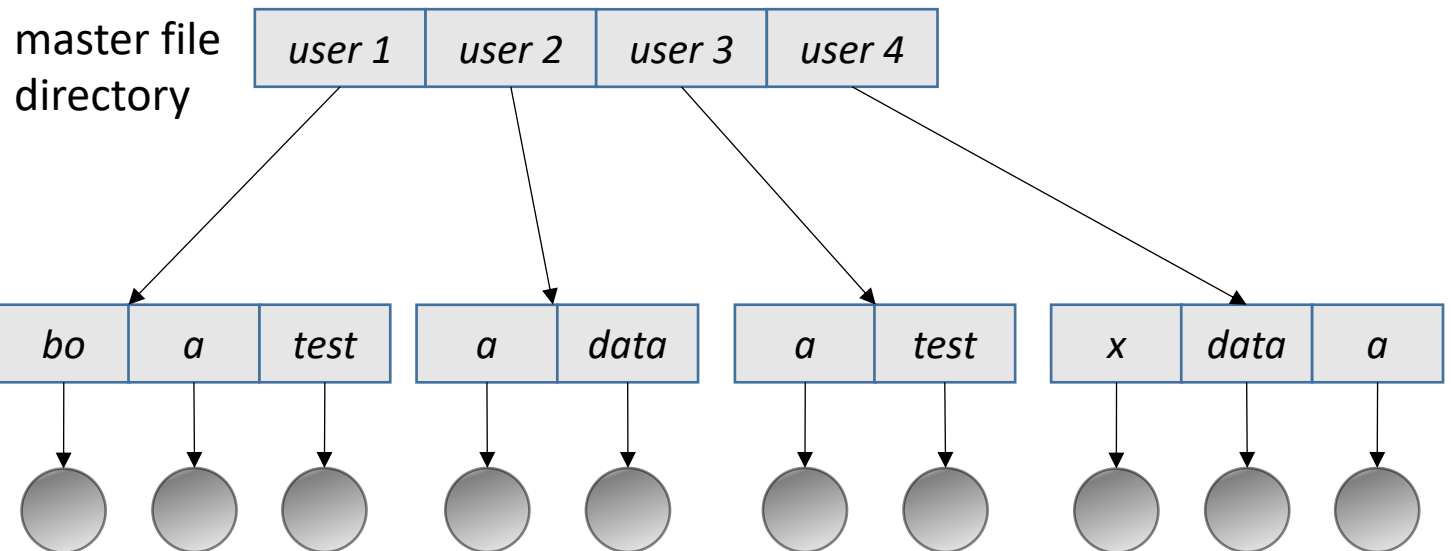 master file
directory
user 1 user 2 user 3 user 4
bo a test a data a test x data a